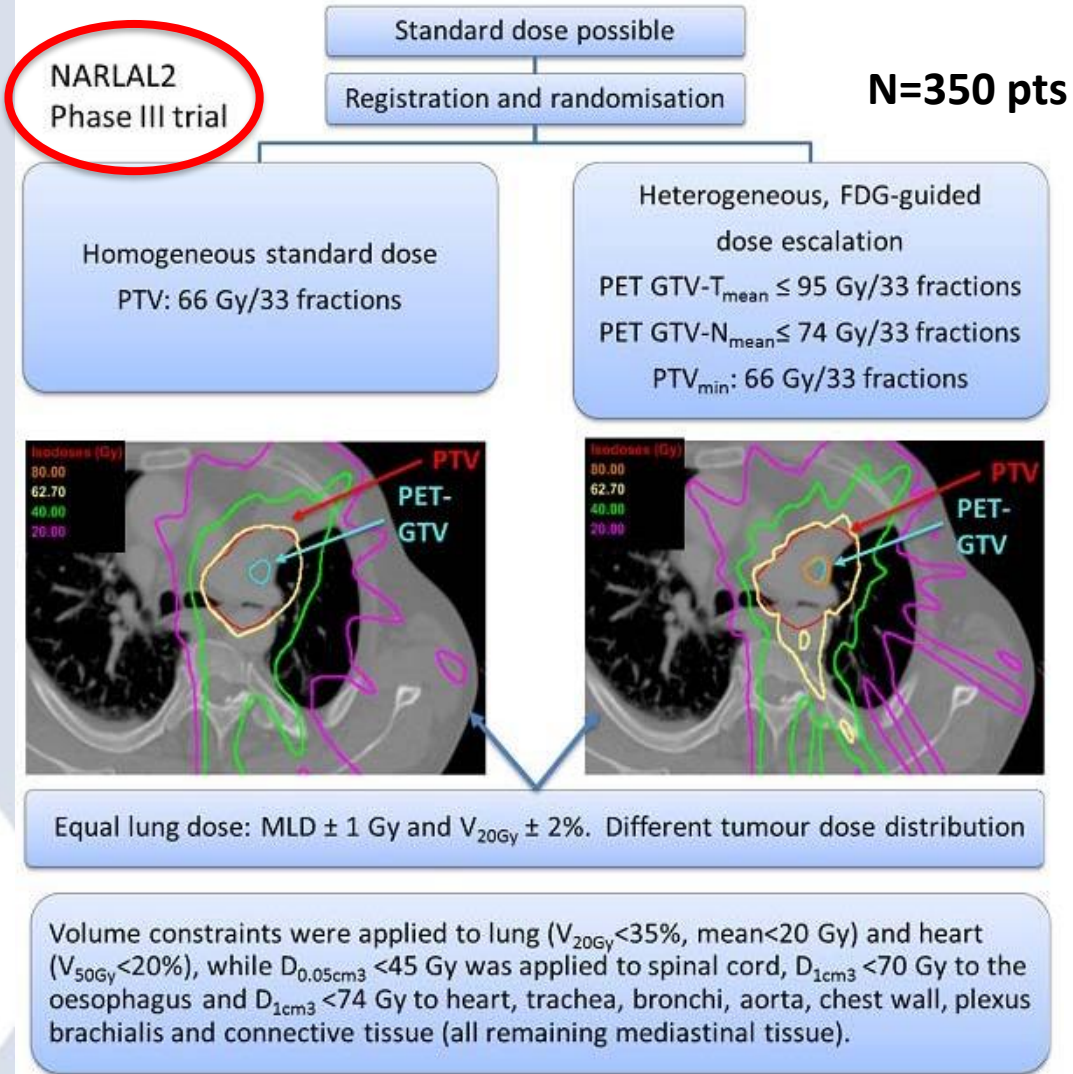 NARLAL2
Phase III trial
Standard dose possible
Registration and randomisation
N=350 pts
Homogeneous standard dose
PTV: 66 Gy/33 fractions
Heterogeneous, FDG-guided
dose escalation
PET GTV-Tmean ≤ 95 Gy/33 fractions
PET GTV-Nmean≤ 74 Gy/33 fractions
PTVmin: 66 Gy/33 fractions
Isodoses (Gy)
80.00
62.70
40.00
20.00
PTV
PET-
GTV
Isodoses (Gy)
80.00
62.70
40.00
20.00
PTV
PET-
GTV
Equal lung dose: MLD ± 1 Gy and V20Gy ± 2%. Different tumour dose distribution
Volume constraints were applied to lung (V20Gy<35%, mean<20 Gy) and heart
(V50Gy<20%), while D0.05cm3 <45 Gy was applied to spinal cord, D1cm3 <70 Gy to the
oesophagus and D1cm3 <74 Gy to heart, trachea, bronchi, aorta, chest wall, plexus
brachialis and connective tissue (all remaining mediastinal tissue).